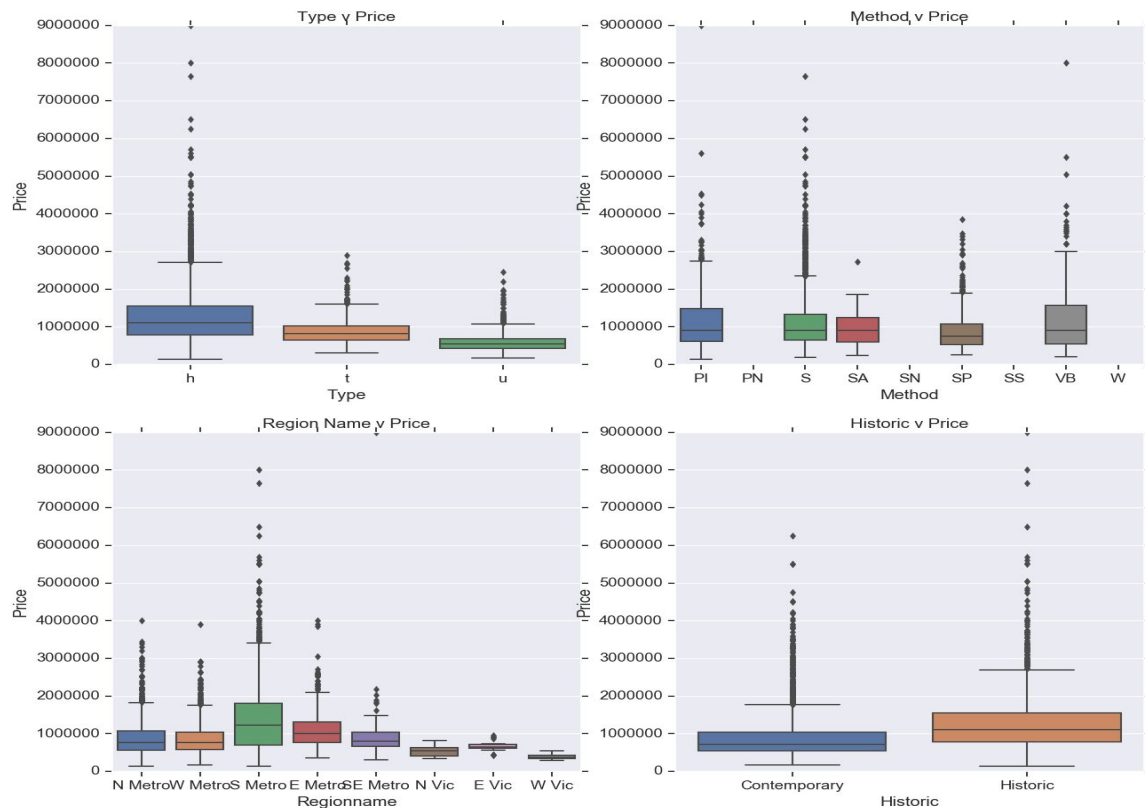 Type v Price
Price
9000000
8000000
7000000
6000000
5000000
4000000
3000000
2000000
1000000
0
h t u
Type
Method v Price
Price
9000000
8000000
7000000
6000000
5000000
4000000
3000000
2000000
1000000
0
PI PN S SA SN SP SS VB W
Method
Region Name v Price
Price
9000000
8000000
7000000
6000000
5000000
4000000
3000000
2000000
1000000
0
N Metro W Metro S Metro E Metro SE Metro N Vic E Vic W Vic
Regionname
Historic v Price
Price
9000000
8000000
7000000
6000000
5000000
4000000
3000000
2000000
1000000
0
Contemporary Historic
Historic